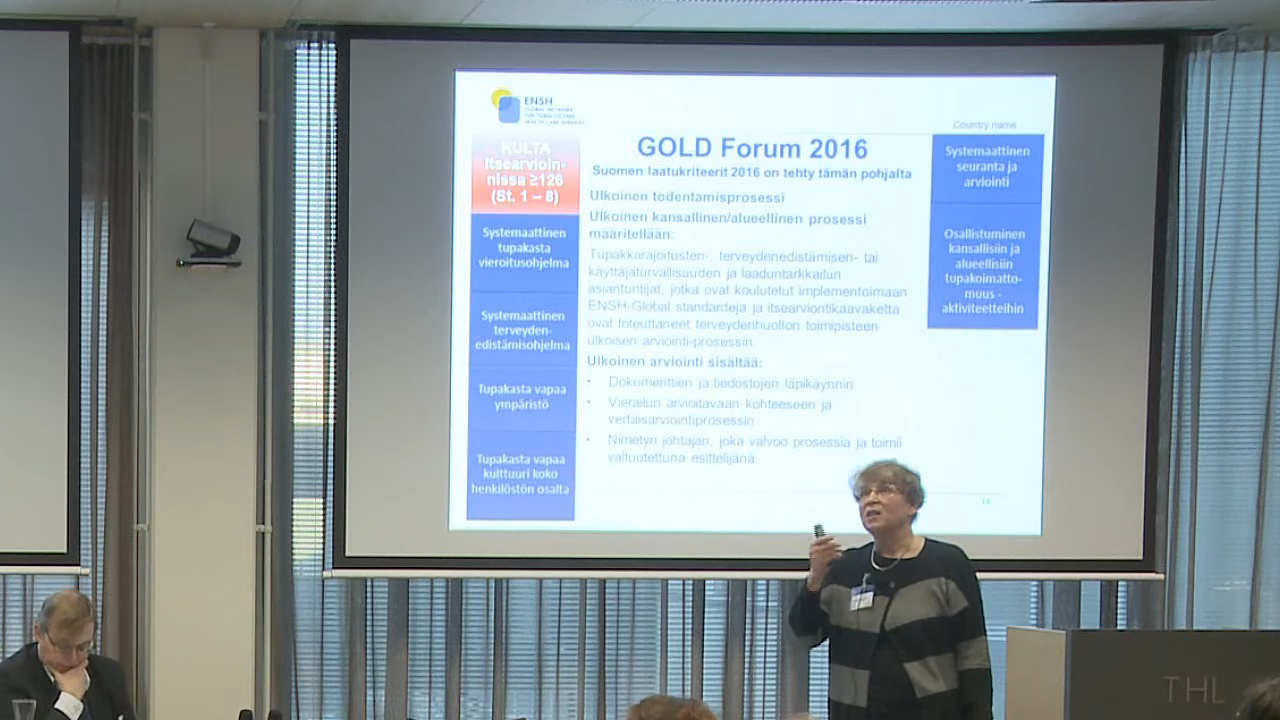 ENSH
GLOBAL NETWORK
FOR TOBACCO FREE
HEALTH CARE SERVICES
Country name
KULTA
Itsearvioin-
nissa ≥126
(St. 1 – 8)
Systemaattinen
tupakasta
vieroitusohjelma
Systemaattinen
terveyden-
edistämisohjelma
Tupakasta vapaa
ympäristö
Tupakasta vapaa
kulttuuri koko
henkilöstön osalta
GOLD Forum 2016
Suomen laatukriteerit 2016 on tehty tämän pohjalta
Ulkoinen todentamisprosessi
Ulkoinen kansallinen/alueellinen prosessi
määritellään:
Tupakkarajoitusten-, terveydenedistämisen- tai
käyttäjäturvallisuuden ja laaduntarkkailun
asiantuntijat, jotka ovat koulutetut implementoimaan
ENSH-Global standardeja ja itsearviontikaavaketta
ovat toteuttaneet terveydenhuollon toimipisteen
ulkoisen arviointi-prosessin
Ulkoinen arviointi sisältää:
• Dokumenttien ja tiedostojen läpikäynnin
• Vierailun arvioitavaan kohteeseen ja
vertaisarviointiprosessin
• Nimetyn johtajan, joka valvoo prosessia ja toimii
valtuutettuna esittelijänä
Systemaattinen
seuranta ja
arviointi
Osallistuminen
kansallisiin ja
alueellisiin
tupakoimatto-
muus -
aktiviteetteihin
THL